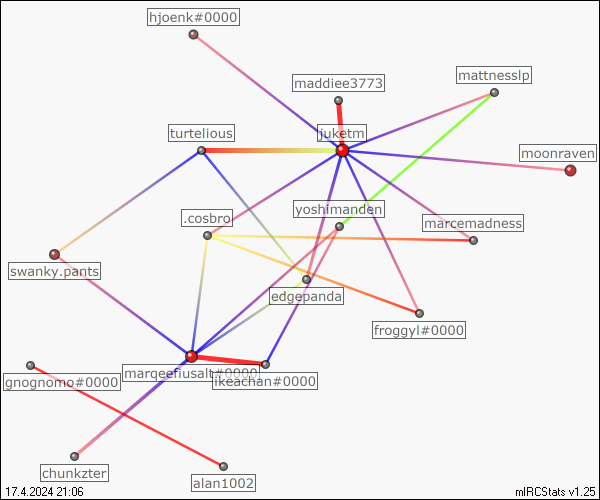 hjoenk#0000
mattnesslp
maddiee3773
turtelious
juketm
moonraven
yoshimanden
.cosbro
marcemadness
swanky.pants
edgepanda
froggyl#0000
marqeefiusalt#0000
ikeachan#0000
gnognomo#0000
chunkzter
alan1002
17.4.2024 21:06
mIRCStats v1.25